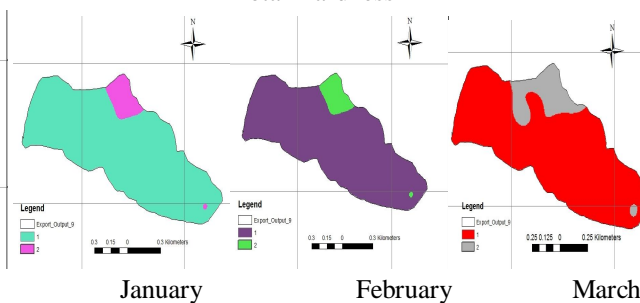 N
N
N
Legend
Export_Output_9
1
2
0.3 0.15 0 0.3 Kilometers
Legend
Export_Output_9
1
2
0.3 0.15 0 0.3 Kilometers
Legend
Export_Output_9
1
2
0.25 0.125 0 0.25 Kilometers
January
February
March